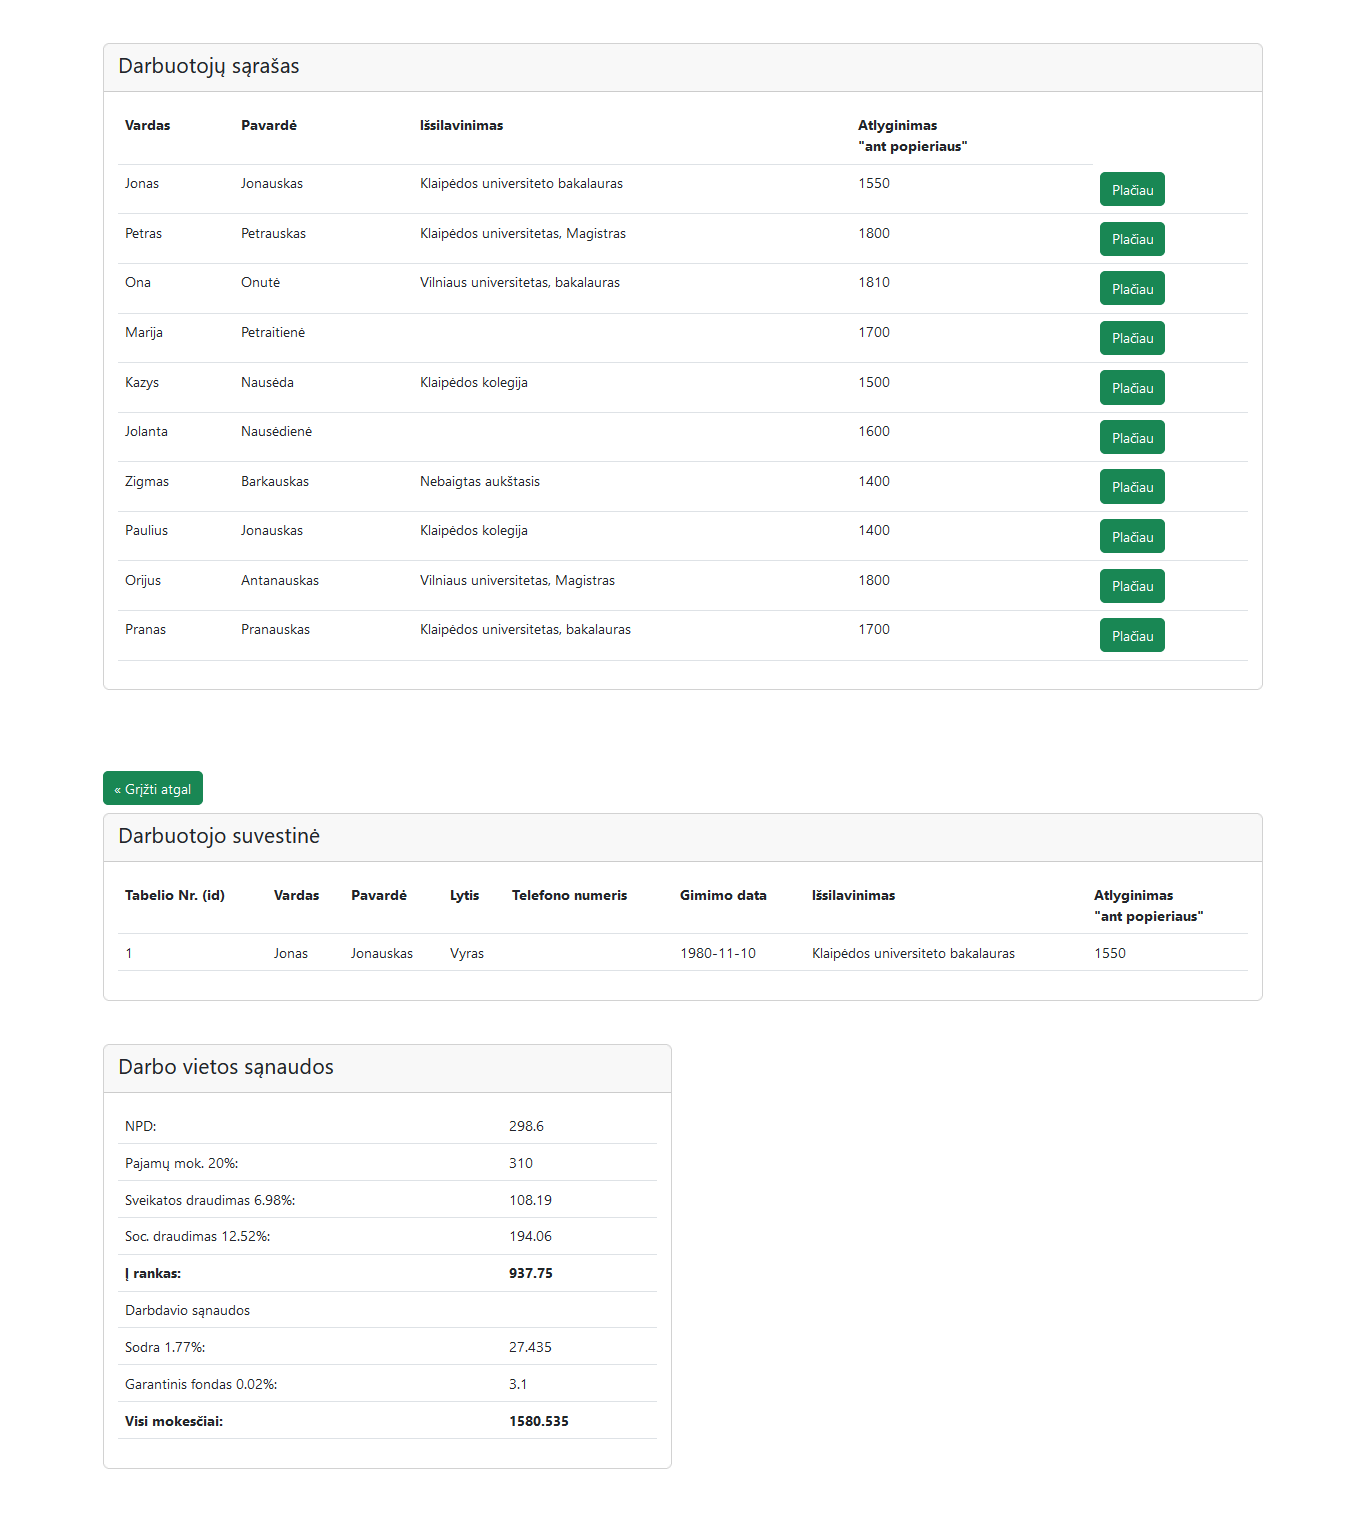 Darbuotojų sąrašas
Vardas Pavardė Išsilavinimas Atlyginimas
"ant popieriaus"
Jonas Jonauskas Klaipėdos universiteto bakalauras 1550 Plačiau
Petras Petrauskas Klaipėdos universitetas, Magistras 1800 Plačiau
Ona Onutė Vilniaus universitetas, bakalauras 1810 Plačiau
Marija Petraitienė 1700 Plačiau
Kazys Nausėda Klaipėdos kolegija 1500 Plačiau
Jolanta Nausėdienė 1600 Plačiau
Zigmas Barkauskas Nebaigtas aukštasis 1400 Plačiau
Paulius Jonauskas Klaipėdos kolegija 1400 Plačiau
Orijus Antanauskas Vilniaus universitetas, Magistras 1800 Plačiau
Pranas Pranauskas Klaipėdos universitetas, bakalauras 1700 Plačiau
« Grįžti atgal
Darbuotojo suvestinė
Tabelio Nr. (id) Vardas Pavardė Lytis Telefono numeris Gimimo data Išsilavinimas Atlyginimas
"ant popieriaus"
1 Jonas Jonauskas Vyras 1980-11-10 Klaipėdos universiteto bakalauras 1550
Darbo vietos sąnaudos
NPD: 298.6
Pajamų mok. 20%: 310
Sveikatos draudimas 6.98%: 108.19
Soc. draudimas 12.52%: 194.06
Į rankas: 937.75
Darbdavio sąnaudos
Sodra 1.77%: 27.435
Garantinis fondas 0.02%: 3.1
Visi mokesčiai: 1580.535